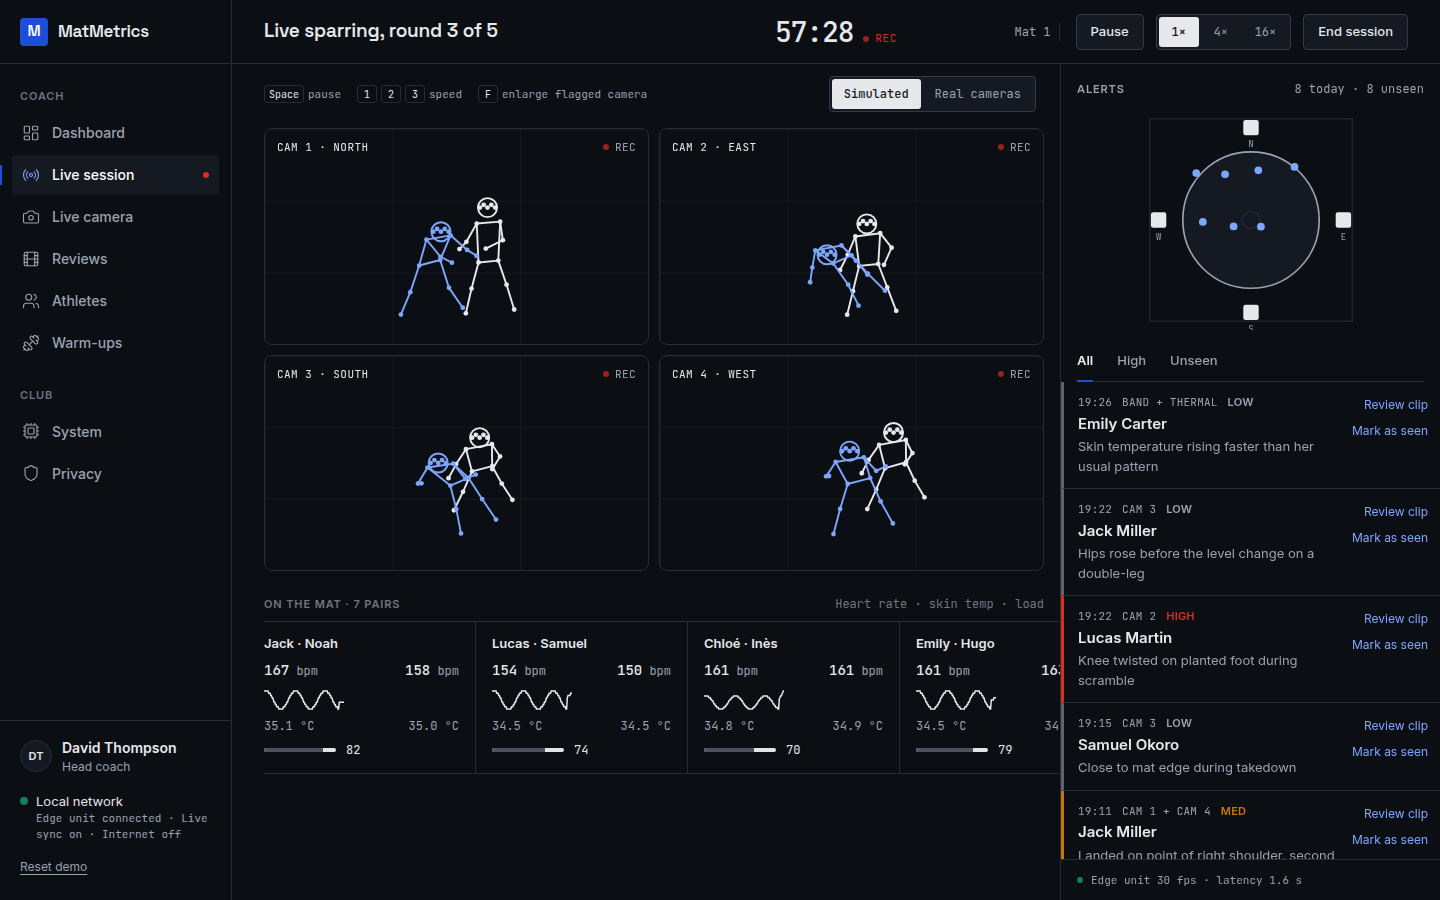 M MatMetrics
Live sparring, round 3 of 5
57:28
REC
Mat 1
Pause
1× 4× 16×
End session
COACH
Dashboard
Live session
Live camera
Reviews
Athletes
Warm-ups
CLUB
System
Privacy
DT
David Thompson
Head coach
Local network
Edge unit connected · Live
sync on · Internet off
Reset demo
Space pause 1 2 3 speed F enlarge flagged camera
Simulated Real cameras
CAM 1 · NORTH
REC
CAM 2 · EAST
REC
CAM 3 · SOUTH
REC
CAM 4 · WEST
REC
ON THE MAT · 7 PAIRS
Heart rate · skin temp · load
Jack · Noah
167 bpm 158 bpm
35.1 °C 35.0 °C
82
Lucas · Samuel
154 bpm 150 bpm
34.5 °C 34.5 °C
74
Chloé · Inès
161 bpm 161 bpm
34.8 °C 34.9 °C
70
Emily · Hugo
161 bpm
34.5 °C 34
79
ALERTS
8 today · 8 unseen
N
W
E
S
All High Unseen
19:26 BAND + THERMAL LOW
Emily Carter
Skin temperature rising faster than her
usual pattern
Review clip
Mark as seen
19:22 CAM 3 LOW
Jack Miller
Hips rose before the level change on a
double-leg
Review clip
Mark as seen
19:22 CAM 2 HIGH
Lucas Martin
Knee twisted on planted foot during
scramble
Review clip
Mark as seen
19:15 CAM 3 LOW
Samuel Okoro
Close to mat edge during takedown
Review clip
Mark as seen
19:11 CAM 1 + CAM 4 MED
Jack Miller
Landed on point of right shoulder, second
Review clip
Mark as seen
Edge unit 30 fps · latency 1.6 s